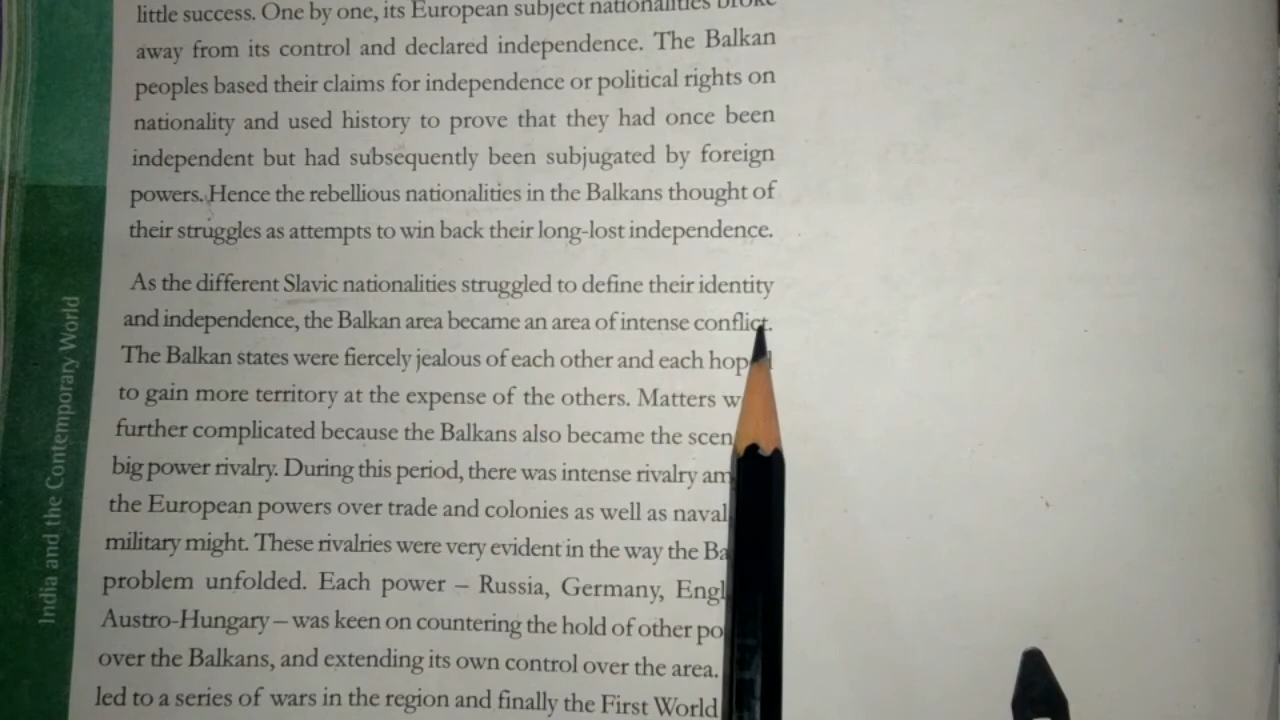 little success. One by one, its European subject nationalities broke
away from its control and declared independence. The Balkan
peoples based their claims for independence or political rights on
nationality and used history to prove that they had once been
independent but had subsequently been subjugated by foreign
powers. Hence the rebellious nationalities in the Balkans thought of
their struggles as attempts to win back their long-lost independence.
As the different Slavic nationalities struggled to define their identity
and independence, the Balkan area became an area of intense conflict.
The Balkan states were fiercely jealous of each other and each
to gain more territory at the expense of the others. Matters
further complicated because the Balkans also became the
big power rivalry. During this period, there was intense rivalry
the European powers over trade and colonies as well as naval
military might. These rivalries were very evident in the way the
problem unfolded. Each power – Russia, Germany,
Austro-Hungary – was keen on countering the hold of other
over the Balkans, and extending its own control over the area.
led to a series of wars in the region and finally the First World
India and the Contemporary World